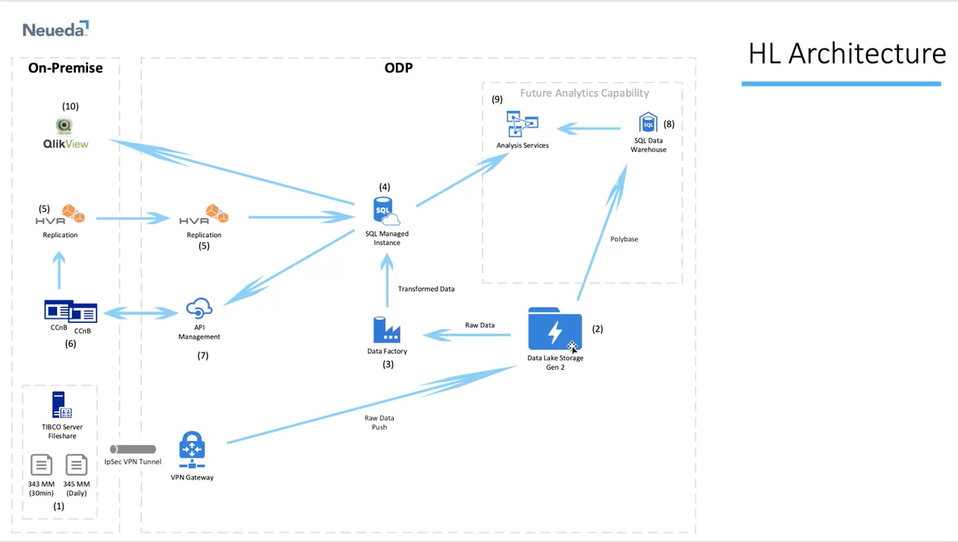 Neueda
HL Architecture
On-Premise
ODP
(10)
QlikView
Future Analytics Capability
(9)
Analysis Services
(8)
SQL
SQL Data
Warehouse
(5)
HVR
Replication
HVR
Replication
(5)
(4)
SQL
SQL Managed
Instance
Polybase
Transformed Data
CCnB
CCnB
(6)
API
Management
(7)
Data Factory
(3)
Raw Data
(2)
Data Lake Storage
Gen 2
Raw Data
Push
TIBCO Server
Fileshare
343 MM
(30min)
345 MM
(Daily)
(1)
IpSec VPN Tunnel
VPN Gateway